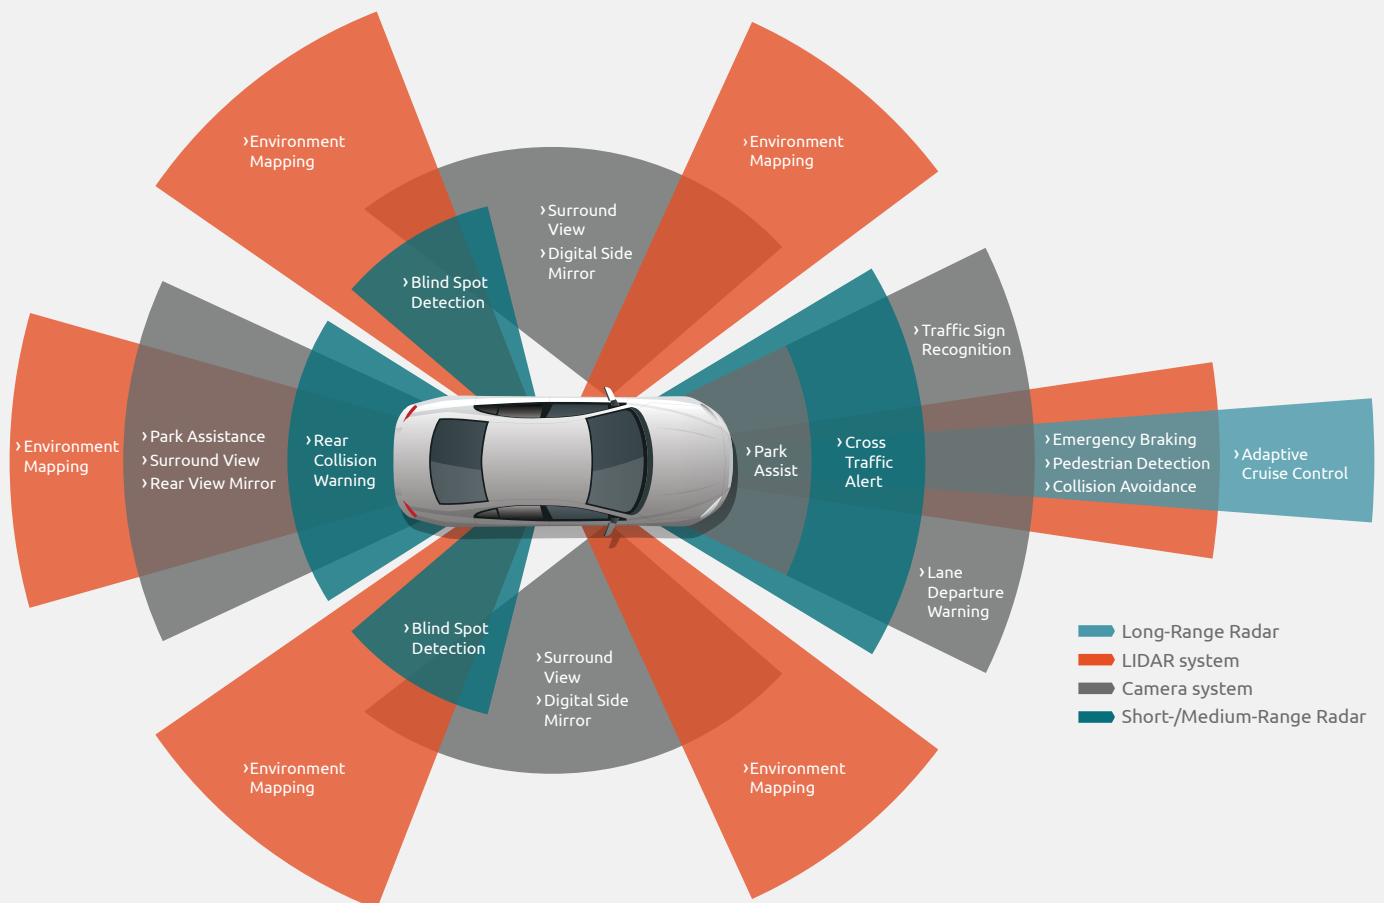 ›Environment
Mapping
›Environment
Mapping
›Surround
View
›Digital Side
Mirror
›Blind Spot
Detection
›Traffic Sign
Recognition
›Environment
Mapping
›Park Assistance
›Surround View
›Rear View Mirror
›Rear
Collision
Warning
›Park
Assist
›Cross
Traffic
Alert
›Emergency Braking
›Pedestrian Detection
›Collision Avoidance
›Adaptive
Cruise Control
›Lane
Departure
Warning
›Blind Spot
Detection
›Surround
View
›Digital Side
Mirror
›Environment
Mapping
›Environment
Mapping
Long-Range Radar
LIDAR system
Camera system
Short-/Medium-Range Radar